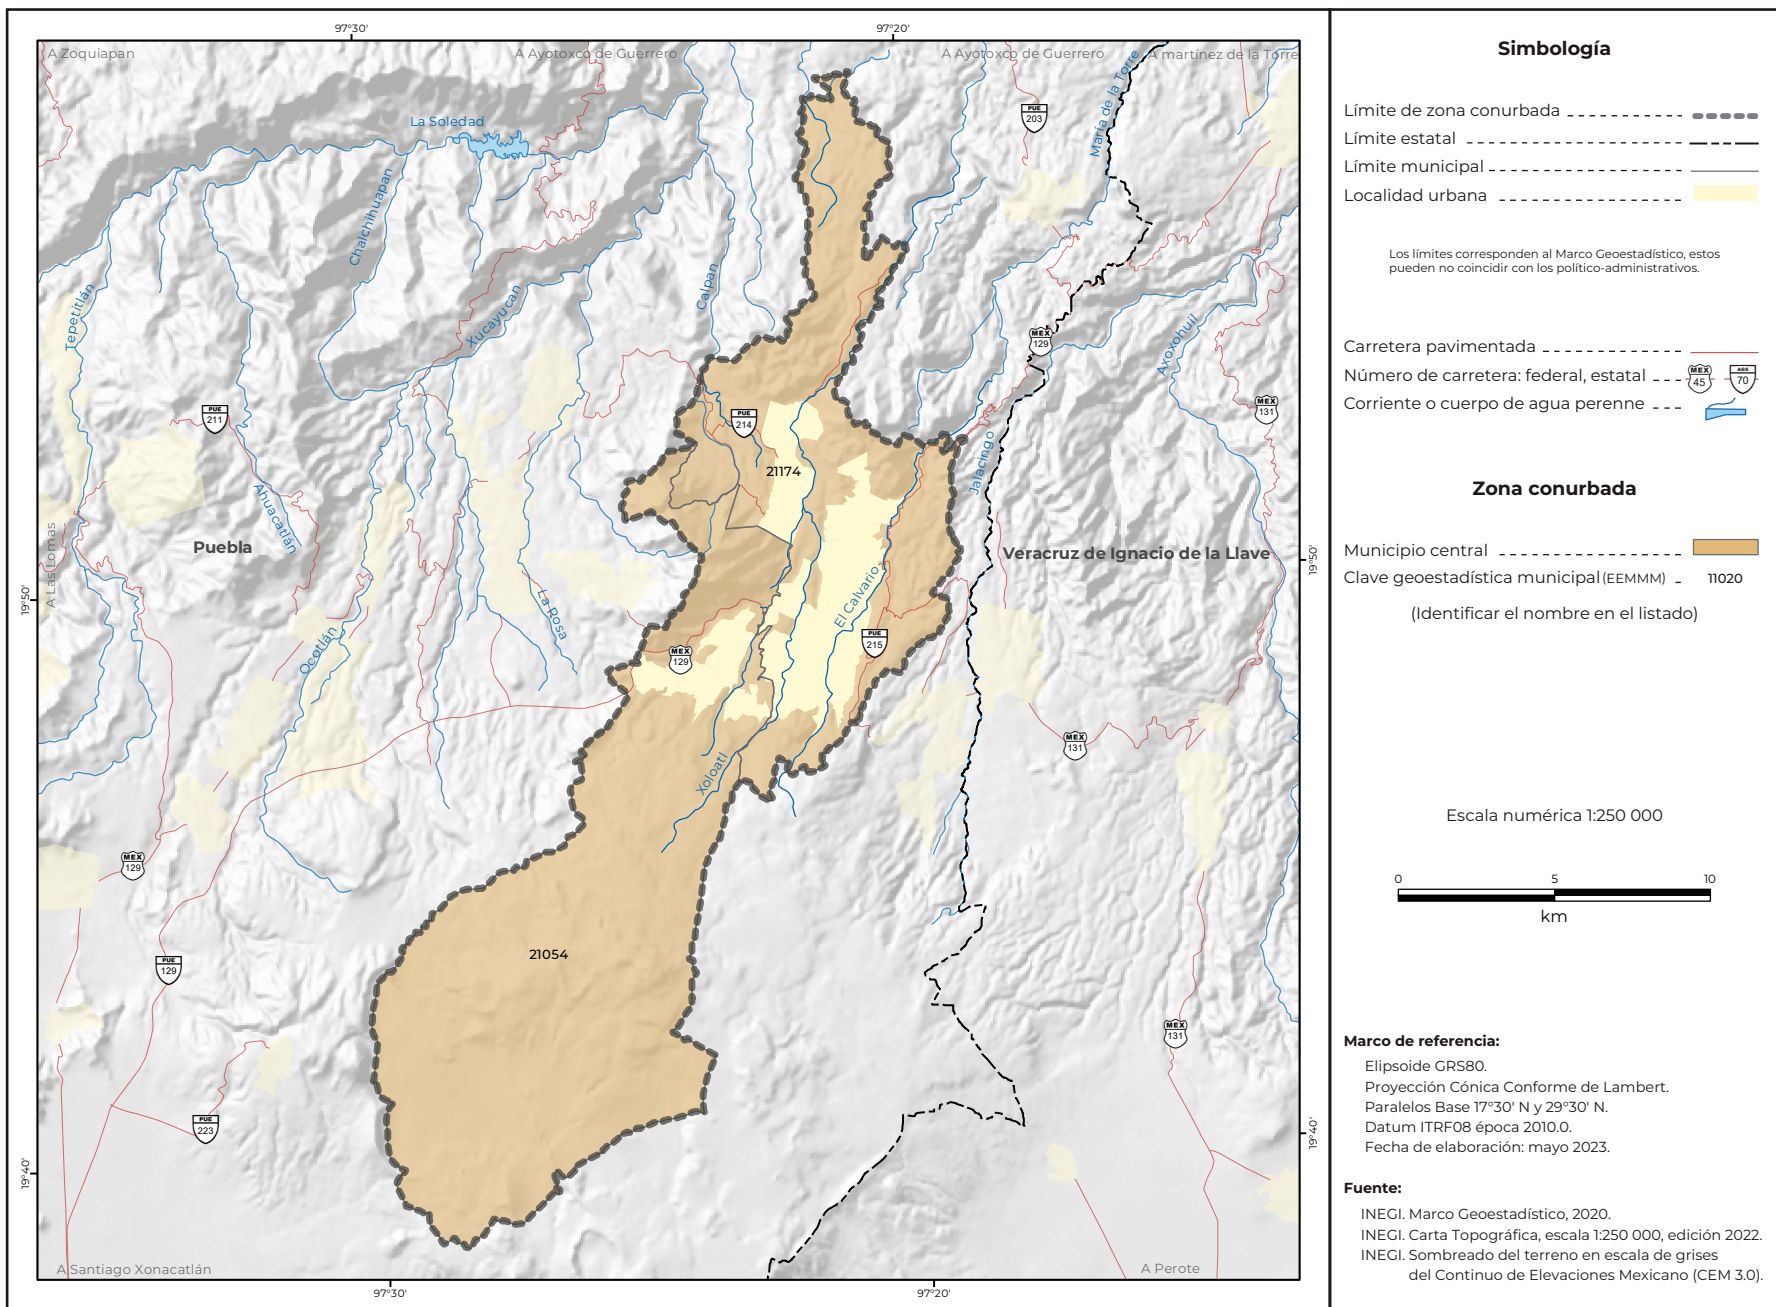 97°30'
97°20'
A Zoquiapan
A Ayotoxco de Guerrero
A Ayotoxco de Guerrero
A martínez de la Torre
La Soledad
PUE
203
María de la Torre
Chalchihuapan
Tepetitlán
Xucayucan
Calpan
Axoxohuil
MEX
129
PUE
211
PUE
214
MEX
131
21174
Jalacingo
Ahuacatlán
A Las Lomas
Puebla
Veracruz de Ignacio de la Llave
19°50'
19°50'
La Rosa
El Calvario
Ocotlán
MEX
129
PUE
215
MEX
131
Xoloatl
MEX
129
21054
PUE
129
MEX
131
PUE
223
19°40'
19°40'
A Santiago Xonacatlán
A Perote
97°30'
97°20'
Simbología
Límite de zona conurbada
Límite estatal
Límite municipal
Localidad urbana
Los límites corresponden al Marco Geoestadístico, estos
pueden no coincidir con los político-administrativos.
Carretera pavimentada
Número de carretera: federal, estatal
MEX
45
AGS
70
Corriente o cuerpo de agua perenne
Zona conurbada
Municipio central
Clave geoestadística municipal (EEMMM) 11020
(Identificar el nombre en el listado)
Escala numérica 1:250 000
0 5 10
km
Marco de referencia:
Elipsoide GRS80.
Proyección Cónica Conforme de Lambert.
Paralelos Base 17°30' N y 29°30' N.
Datum ITRF08 época 2010.0.
Fecha de elaboración: mayo 2023.
Fuente:
INEGI. Marco Geoestadístico, 2020.
INEGI. Carta Topográfica, escala 1:250 000, edición 2022.
INEGI. Sombreado del terreno en escala de grises
del Continuo de Elevaciones Mexicano (CEM 3.0).